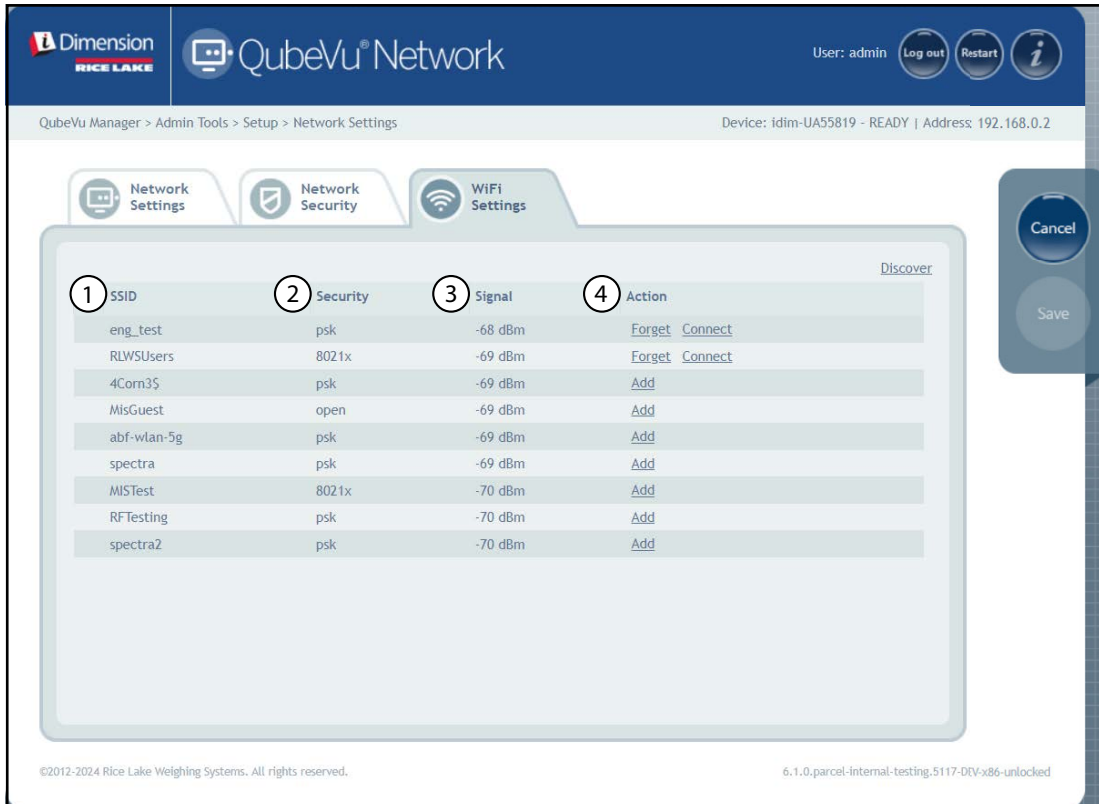 i Dimension
RICE LAKE
QubeVu® Network
User: admin
Log out
Restart
i
QubeVu Manager > Admin Tools > Setup > Network Settings
Device: idim-UA55819 - READY | Address: 192.168.0.2
Network Settings
Network Security
WiFi Settings
Cancel
Save
Discover
1 SSID 2 Security 3 Signal 4 Action
eng_test psk -68 dBm Forget Connect
RLWSUsers 8021x -69 dBm Forget Connect
4Corn3$ psk -69 dBm Add
MisGuest open -69 dBm Add
abf-wlan-5g psk -69 dBm Add
spectra psk -69 dBm Add
MISTest 8021x -70 dBm Add
RFTesting psk -70 dBm Add
spectra2 psk -70 dBm Add
©2012-2024 Rice Lake Weighing Systems. All rights reserved.
6.1.0.parcel-internal-testing.5117-DEV-x86-unlocked